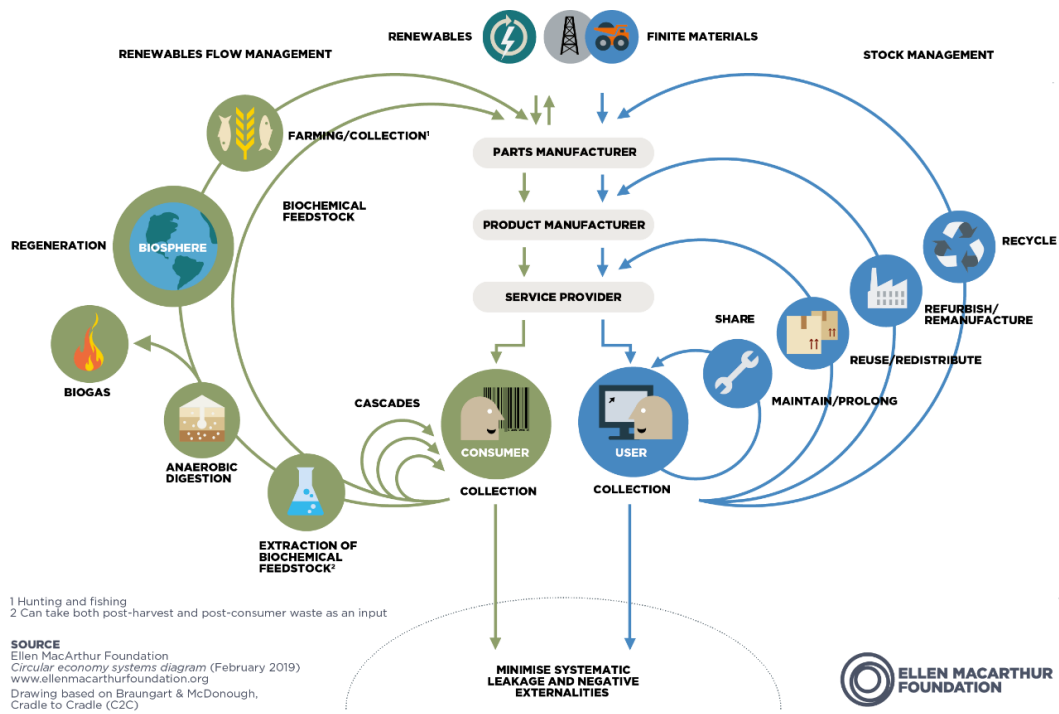 RENEWABLES
FINITE MATERIALS
RENEWABLES FLOW MANAGEMENT
STOCK MANAGEMENT
FARMING/COLLECTION¹
PARTS MANUFACTURER
BIOCHEMICAL
FEEDSTOCK
PRODUCT MANUFACTURER
REGENERATION
BIOSPHERE
RECYCLE
SERVICE PROVIDER
REFURBISH/
REMANUFACTURE
SHARE
REUSE/REDISTRIBUTE
BIOGAS
CASCADES
MAINTAIN/PROLONG
CONSUMER
USER
ANAEROBIC
DIGESTION
COLLECTION
COLLECTION
EXTRACTION OF
BIOCHEMICAL
FEEDSTOCK²
1 Hunting and fishing
2 Can take both post-harvest and post-consumer waste as an input
SOURCE
Ellen MacArthur Foundation
Circular economy systems diagram (February 2019)
www.ellenmacarthurfoundation.org
Drawing based on Braungart & McDonough,
Cradle to Cradle (C2C)
MINIMISE SYSTEMATIC
LEAKAGE AND NEGATIVE
EXTERNALITIES
ELLEN MACARTHUR
FOUNDATION